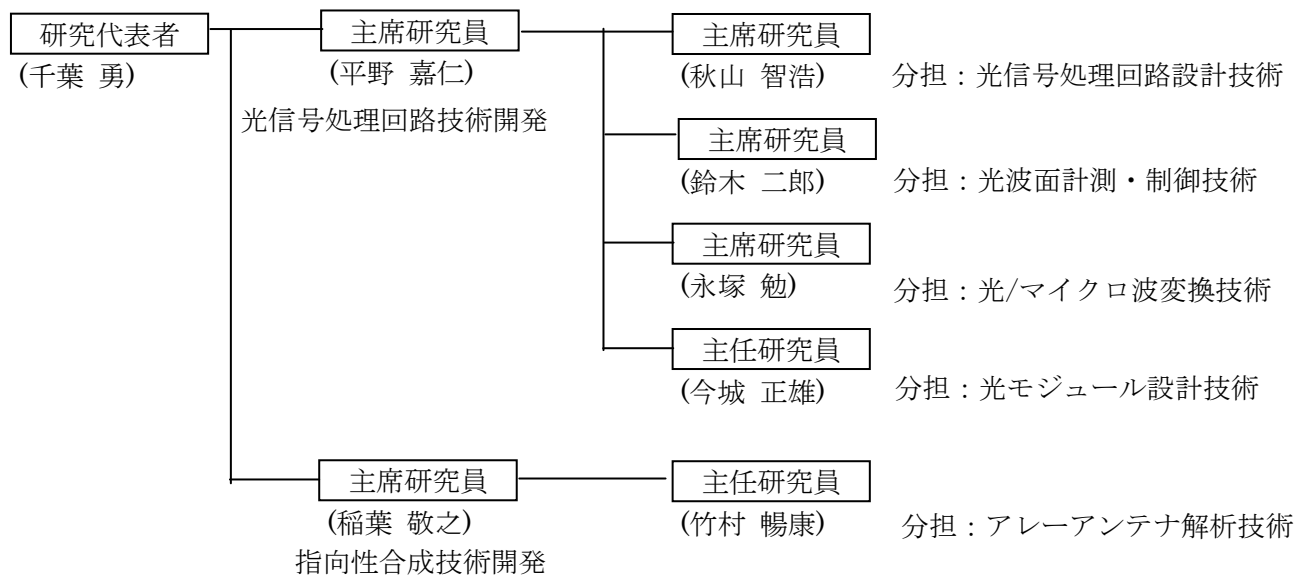 研究代表者
(千葉 勇)
主席研究員
(平野 嘉仁)
光信号処理回路技術開発
主席研究員
(秋山 智浩)
分担：光信号処理回路設計技術
主席研究員
(鈴木 二郎)
分担：光波面計測・制御技術
主席研究員
(永塚 勉)
分担：光/マイクロ波変換技術
主任研究員
(今城 正雄)
分担：光モジュール設計技術
主席研究員
(稲葉 敬之)
指向性合成技術開発
主任研究員
(竹村 暢康)
分担：アレーアンテナ解析技術